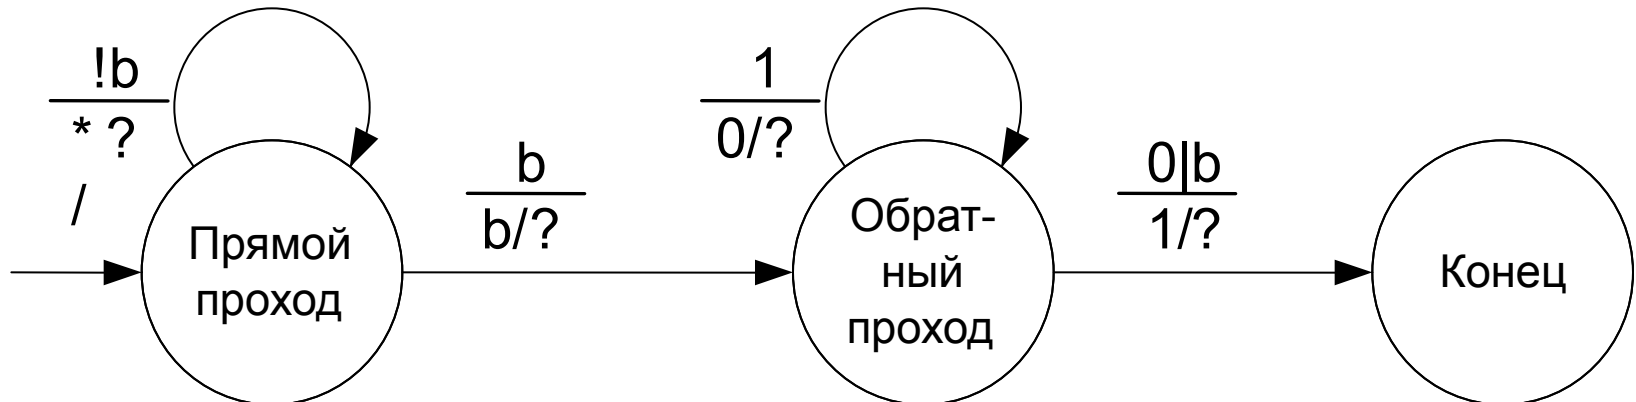 !b
* ?
/
Прямой
проход
b
b/?
1
0/?
Обрат-
ный
проход
0|b
1/?
Конец